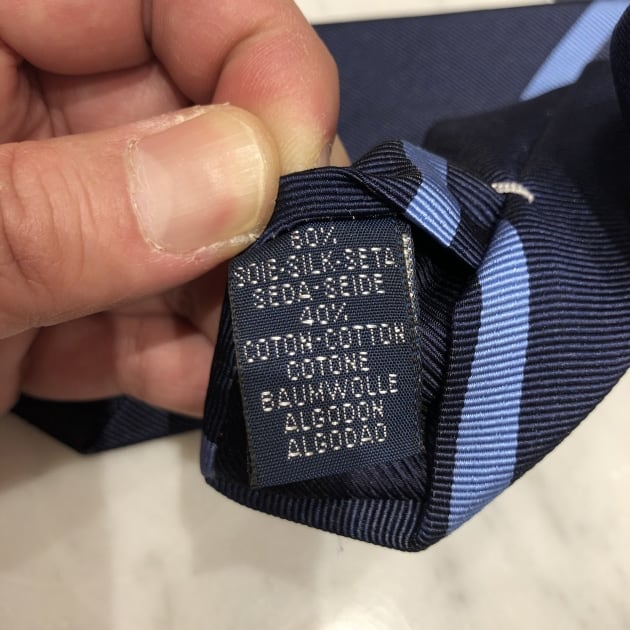 60%
SOIE-SILK-SETA
SEDA-SEIDE
40%
COTON-COTTON
COTONE
BAUMWOLLE
ALGODON
ALGODAO